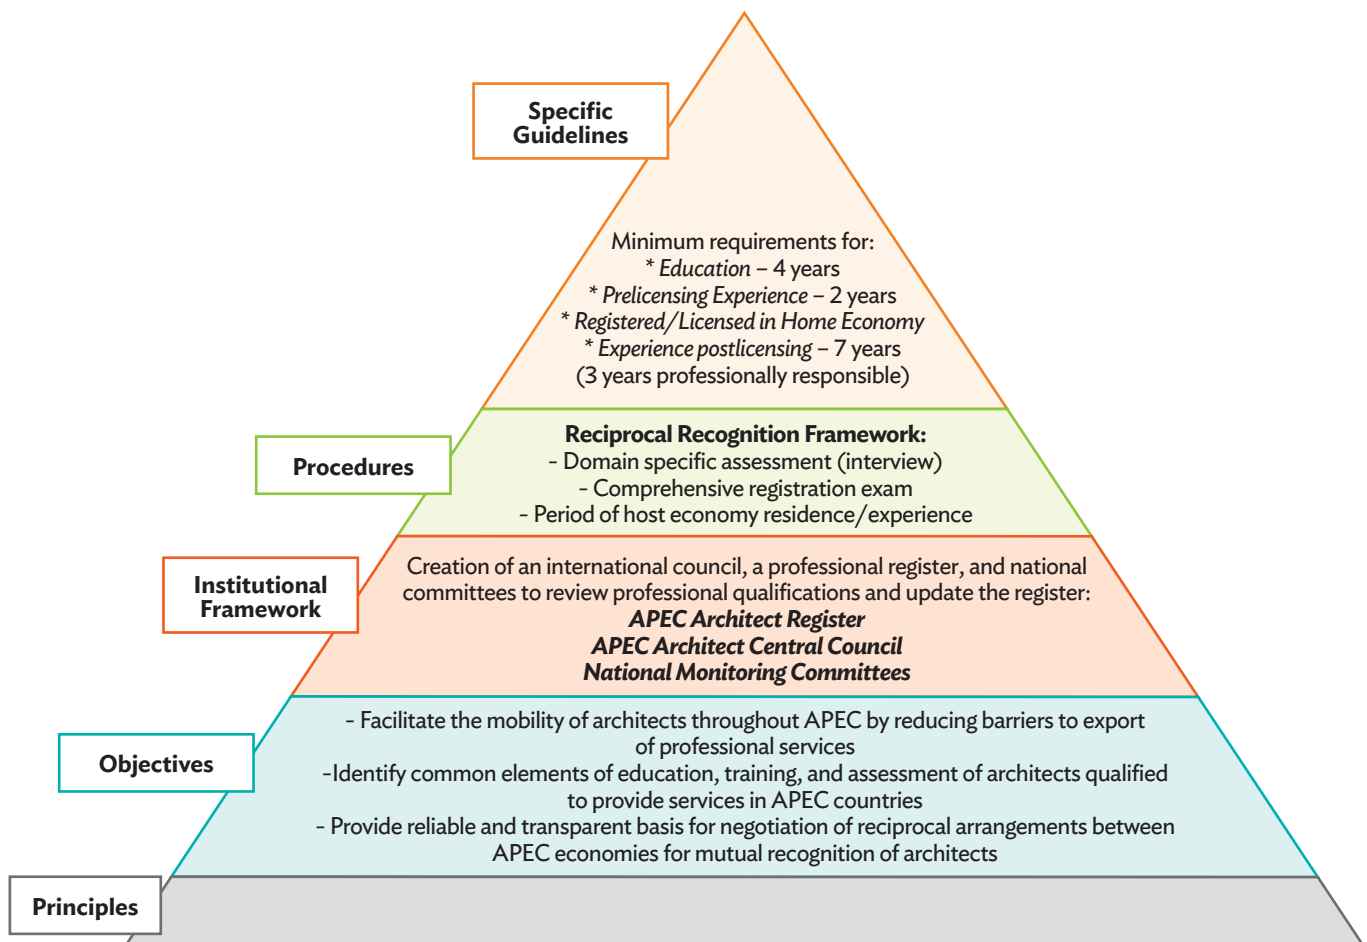 Specific
Guidelines
Minimum requirements for:
* Education – 4 years
* Prelicensing Experience – 2 years
* Registered/Licensed in Home Economy
* Experience postlicensing – 7 years
(3 years professionally responsible)
Procedures
Reciprocal Recognition Framework:
- Domain specific assessment (interview)
- Comprehensive registration exam
- Period of host economy residence/experience
Institutional
Framework
Creation of an international council, a professional register, and national
committees to review professional qualifications and update the register:
APEC Architect Register
APEC Architect Central Council
National Monitoring Committees
Objectives
- Facilitate the mobility of architects throughout APEC by reducing barriers to export
of professional services
-Identify common elements of education, training, and assessment of architects qualified
to provide services in APEC countries
- Provide reliable and transparent basis for negotiation of reciprocal arrangements between
APEC economies for mutual recognition of architects
Principles